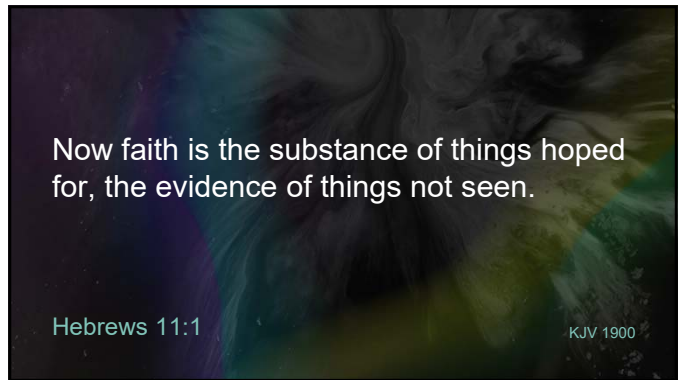 Now faith is the substance of things hoped
for, the evidence of things not seen.
Hebrews 11:1
KJV 1900